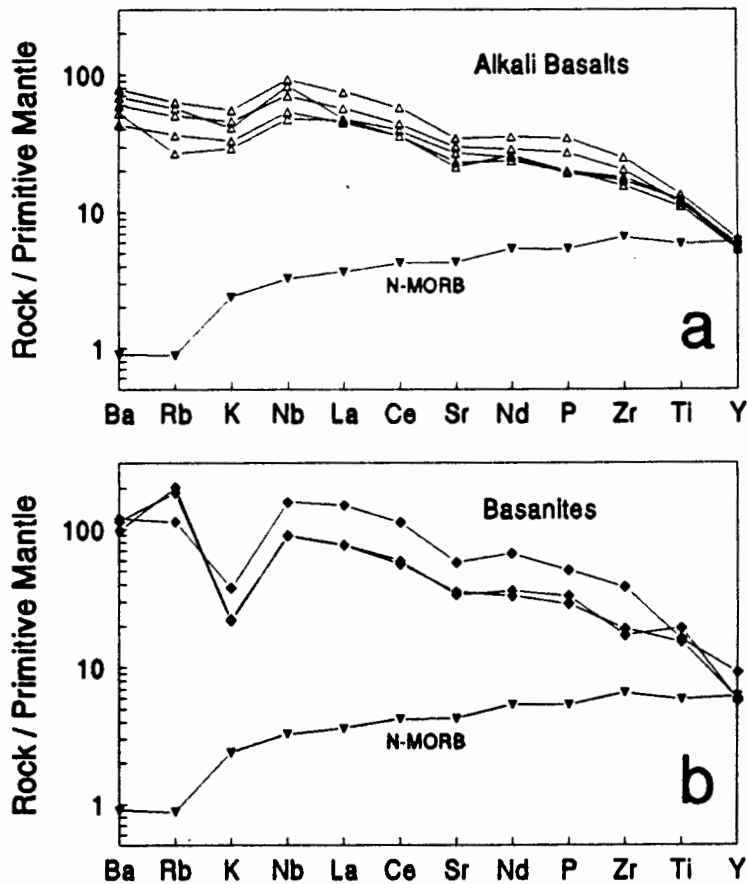 Rock / Primitive Mantle
100
10
1
Alkali Basalts
N-MORB
a
Ba Rb K Nb La Ce Sr Nd P Zr Ti Y
Rock / Primitive Mantle
100
10
1
Basanites
N-MORB
b
Ba Rb K Nb La Ce Sr Nd P Zr Ti Y